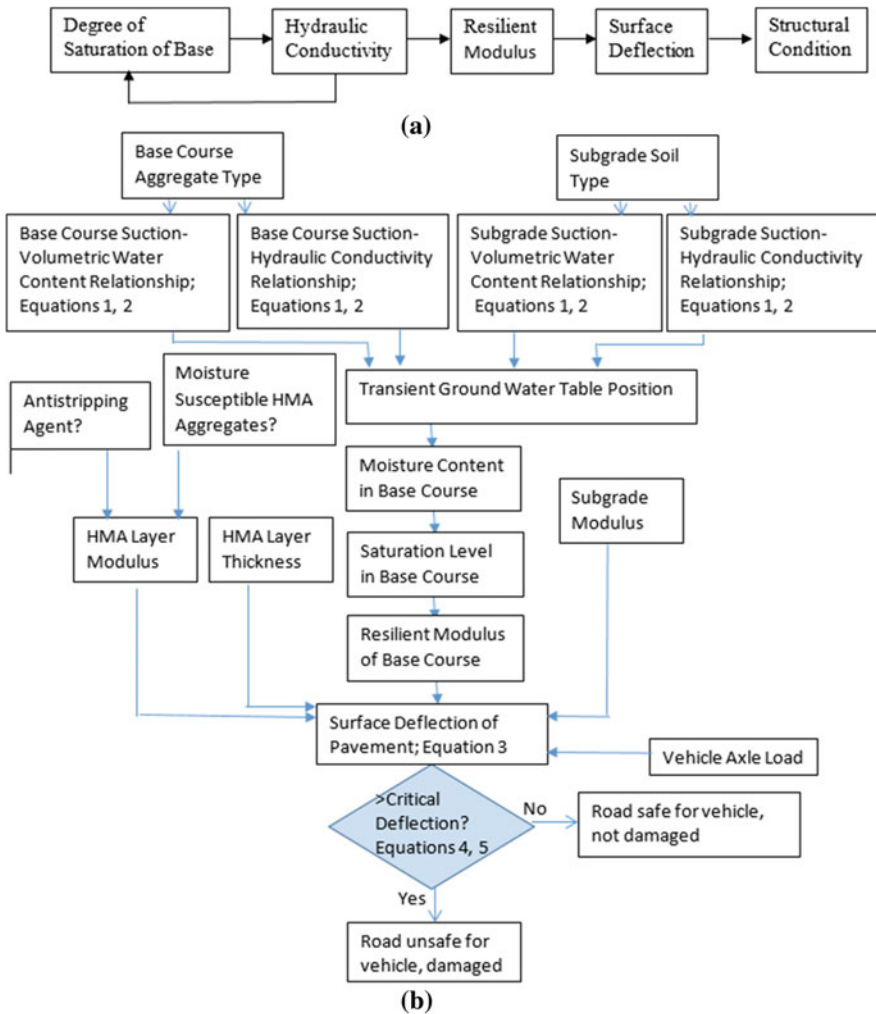 Degree of
Saturation of Base
Hydraulic
Conductivity
Resilient
Modulus
Surface
Deflection
Structural
Condition
(a)
Base Course
Aggregate Type
Subgrade Soil
Type
Base Course Suction-
Volumetric Water
Content Relationship;
Equations 1, 2
Base Course Suction-
Hydraulic Conductivity
Relationship;
Equations 1, 2
Subgrade Suction-
Volumetric Water
Content Relationship;
Equations 1, 2
Subgrade Suction-
Hydraulic Conductivity
Relationship;
Equations 1, 2
Antistripping
Agent?
Moisture
Susceptible HMA
Aggregates?
Transient Ground Water Table Position
Moisture Content
in Base Course
Subgrade
Modulus
HMA Layer
Modulus
HMA Layer
Thickness
Saturation Level
in Base Course
Resilient Modulus
of Base Course
Surface Deflection of
Pavement; Equation 3
Vehicle Axle Load
>Critical
Deflection?
Equations 4, 5
No
Road safe for vehicle,
not damaged
Yes
Road unsafe for
vehicle, damaged
(b)